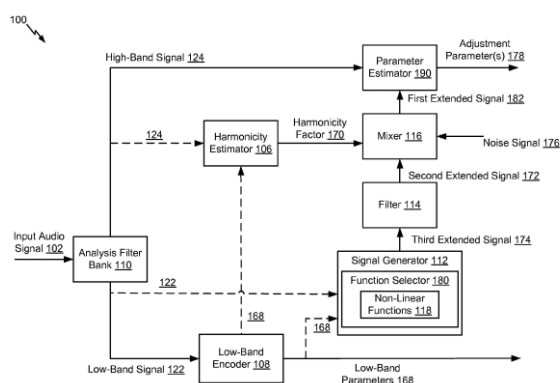 100
High-Band Signal 124
Parameter
Estimator 190
Adjustment
Parameter(s) 178
First Extended Signal 182
124
Harmonicity
Estimator 106
Harmonicity
Factor 170
Mixer 116
Noise Signal 176
Second Extended Signal 172
Filter 114
Third Extended Signal 174
Input Audio
Signal 102
Analysis Filter
Bank 110
Signal Generator 112
Function Selector 180
Non-Linear
Functions 118
122
168
168
Low-Band Signal 122
Low-Band
Encoder 108
Low-Band
Parameters 168